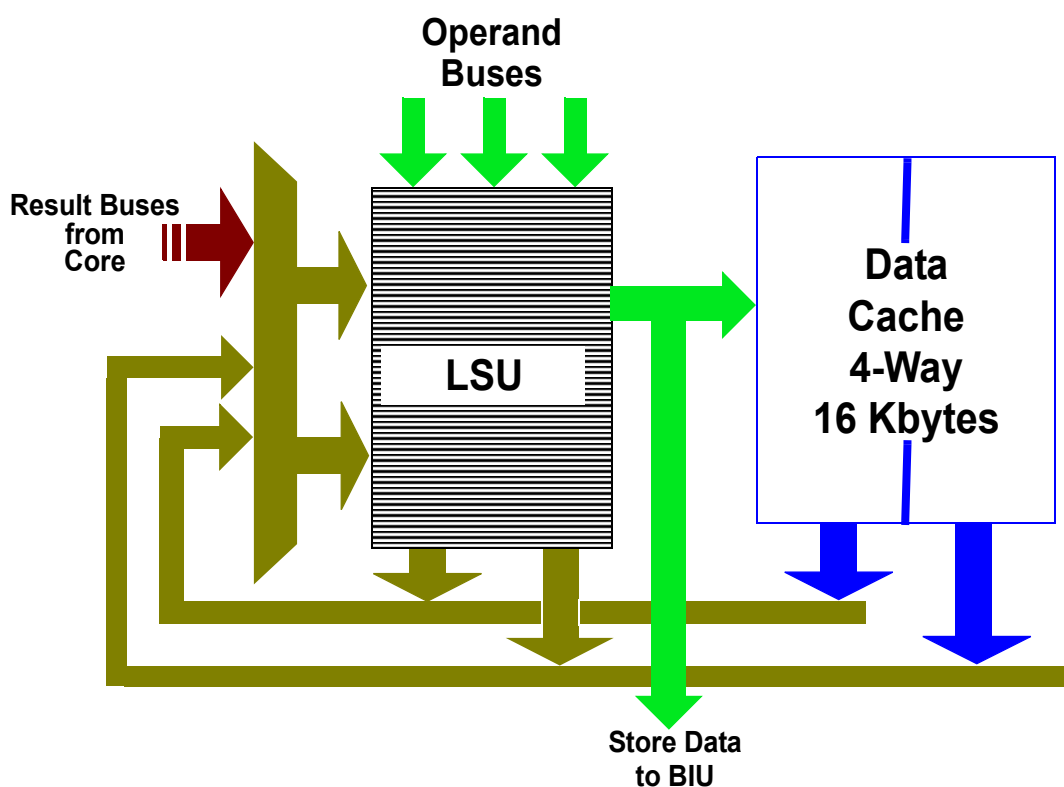 Operand
Buses
Result Buses
from
Core
LSU
Data
Cache
4-Way
16 Kbytes
Store Data
to BIU